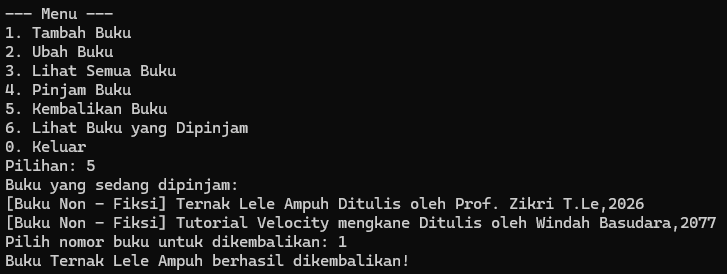 --- Menu ---
1. Tambah Buku
2. Ubah Buku
3. Lihat Semua Buku
4. Pinjam Buku
5. Kembalikan Buku
6. Lihat Buku yang Dipinjam
0. Keluar
Pilihan: 5
Buku yang sedang dipinjam:
[Buku Non - Fiksi] Ternak Lele Ampuh Ditulis oleh Prof. Zikri T.Le,2026
[Buku Non - Fiksi] Tutorial Velocity mengkane Ditulis oleh Windah Basudara,2077
Pilih nomor buku untuk dikembalikan: 1
Buku Ternak Lele Ampuh berhasil dikembalikan!